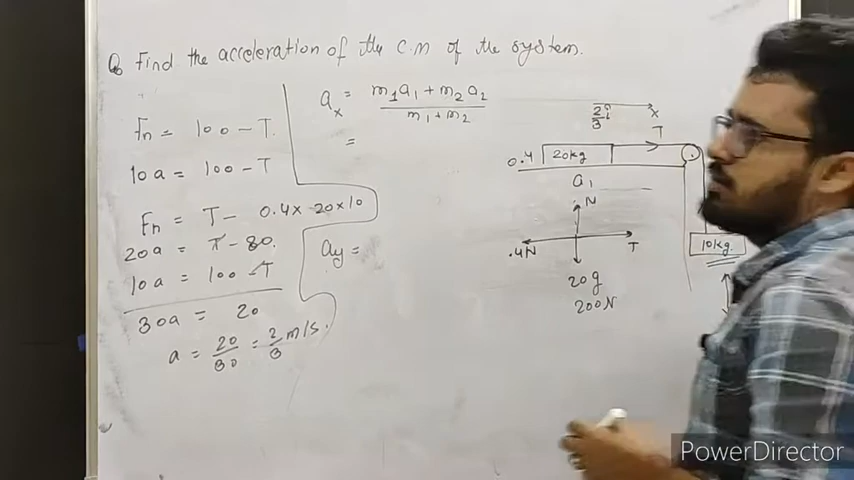 Q Find the acceleration of the C.M of the system.
Fn = 100 - T.
10a = 100 - T
Fn = T - 0.4 x 20 x 10
20a = T - 80.
10a = 100 - T
30a = 20
a = 20/30 = 2/3 m/s.
ax = m1a1 + m2a2 / m1 + m2
=
ay =
2/3 i
x
T
0.4
20kg
a1
N
.4N
T
20g
200N
10kg.
PowerDirector